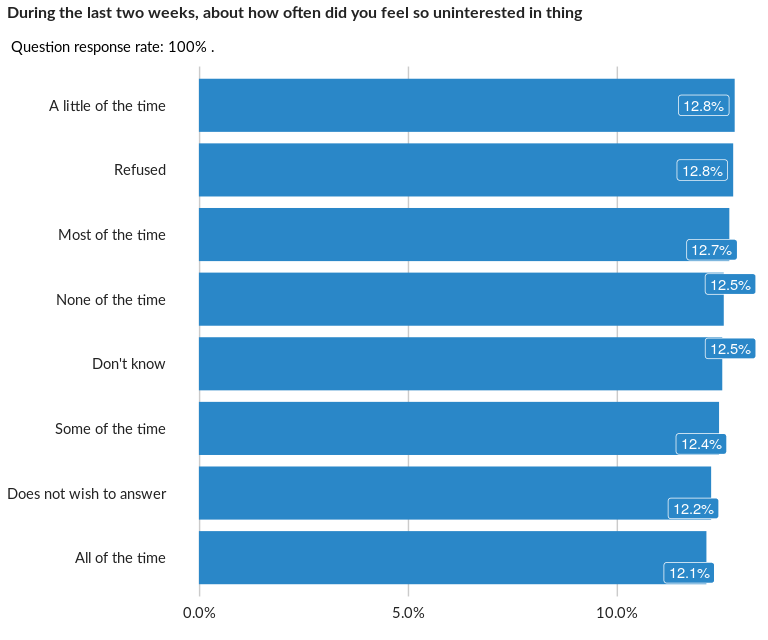 During the last two weeks, about how often did you feel so uninterested in thing
Question response rate: 100% .
A little of the time
12.8%
Refused
12.8%
Most of the time
12.7%
None of the time
12.5%
Don't know
12.5%
Some of the time
12.4%
Does not wish to answer
12.2%
All of the time
12.1%
0.0% 5.0% 10.0%